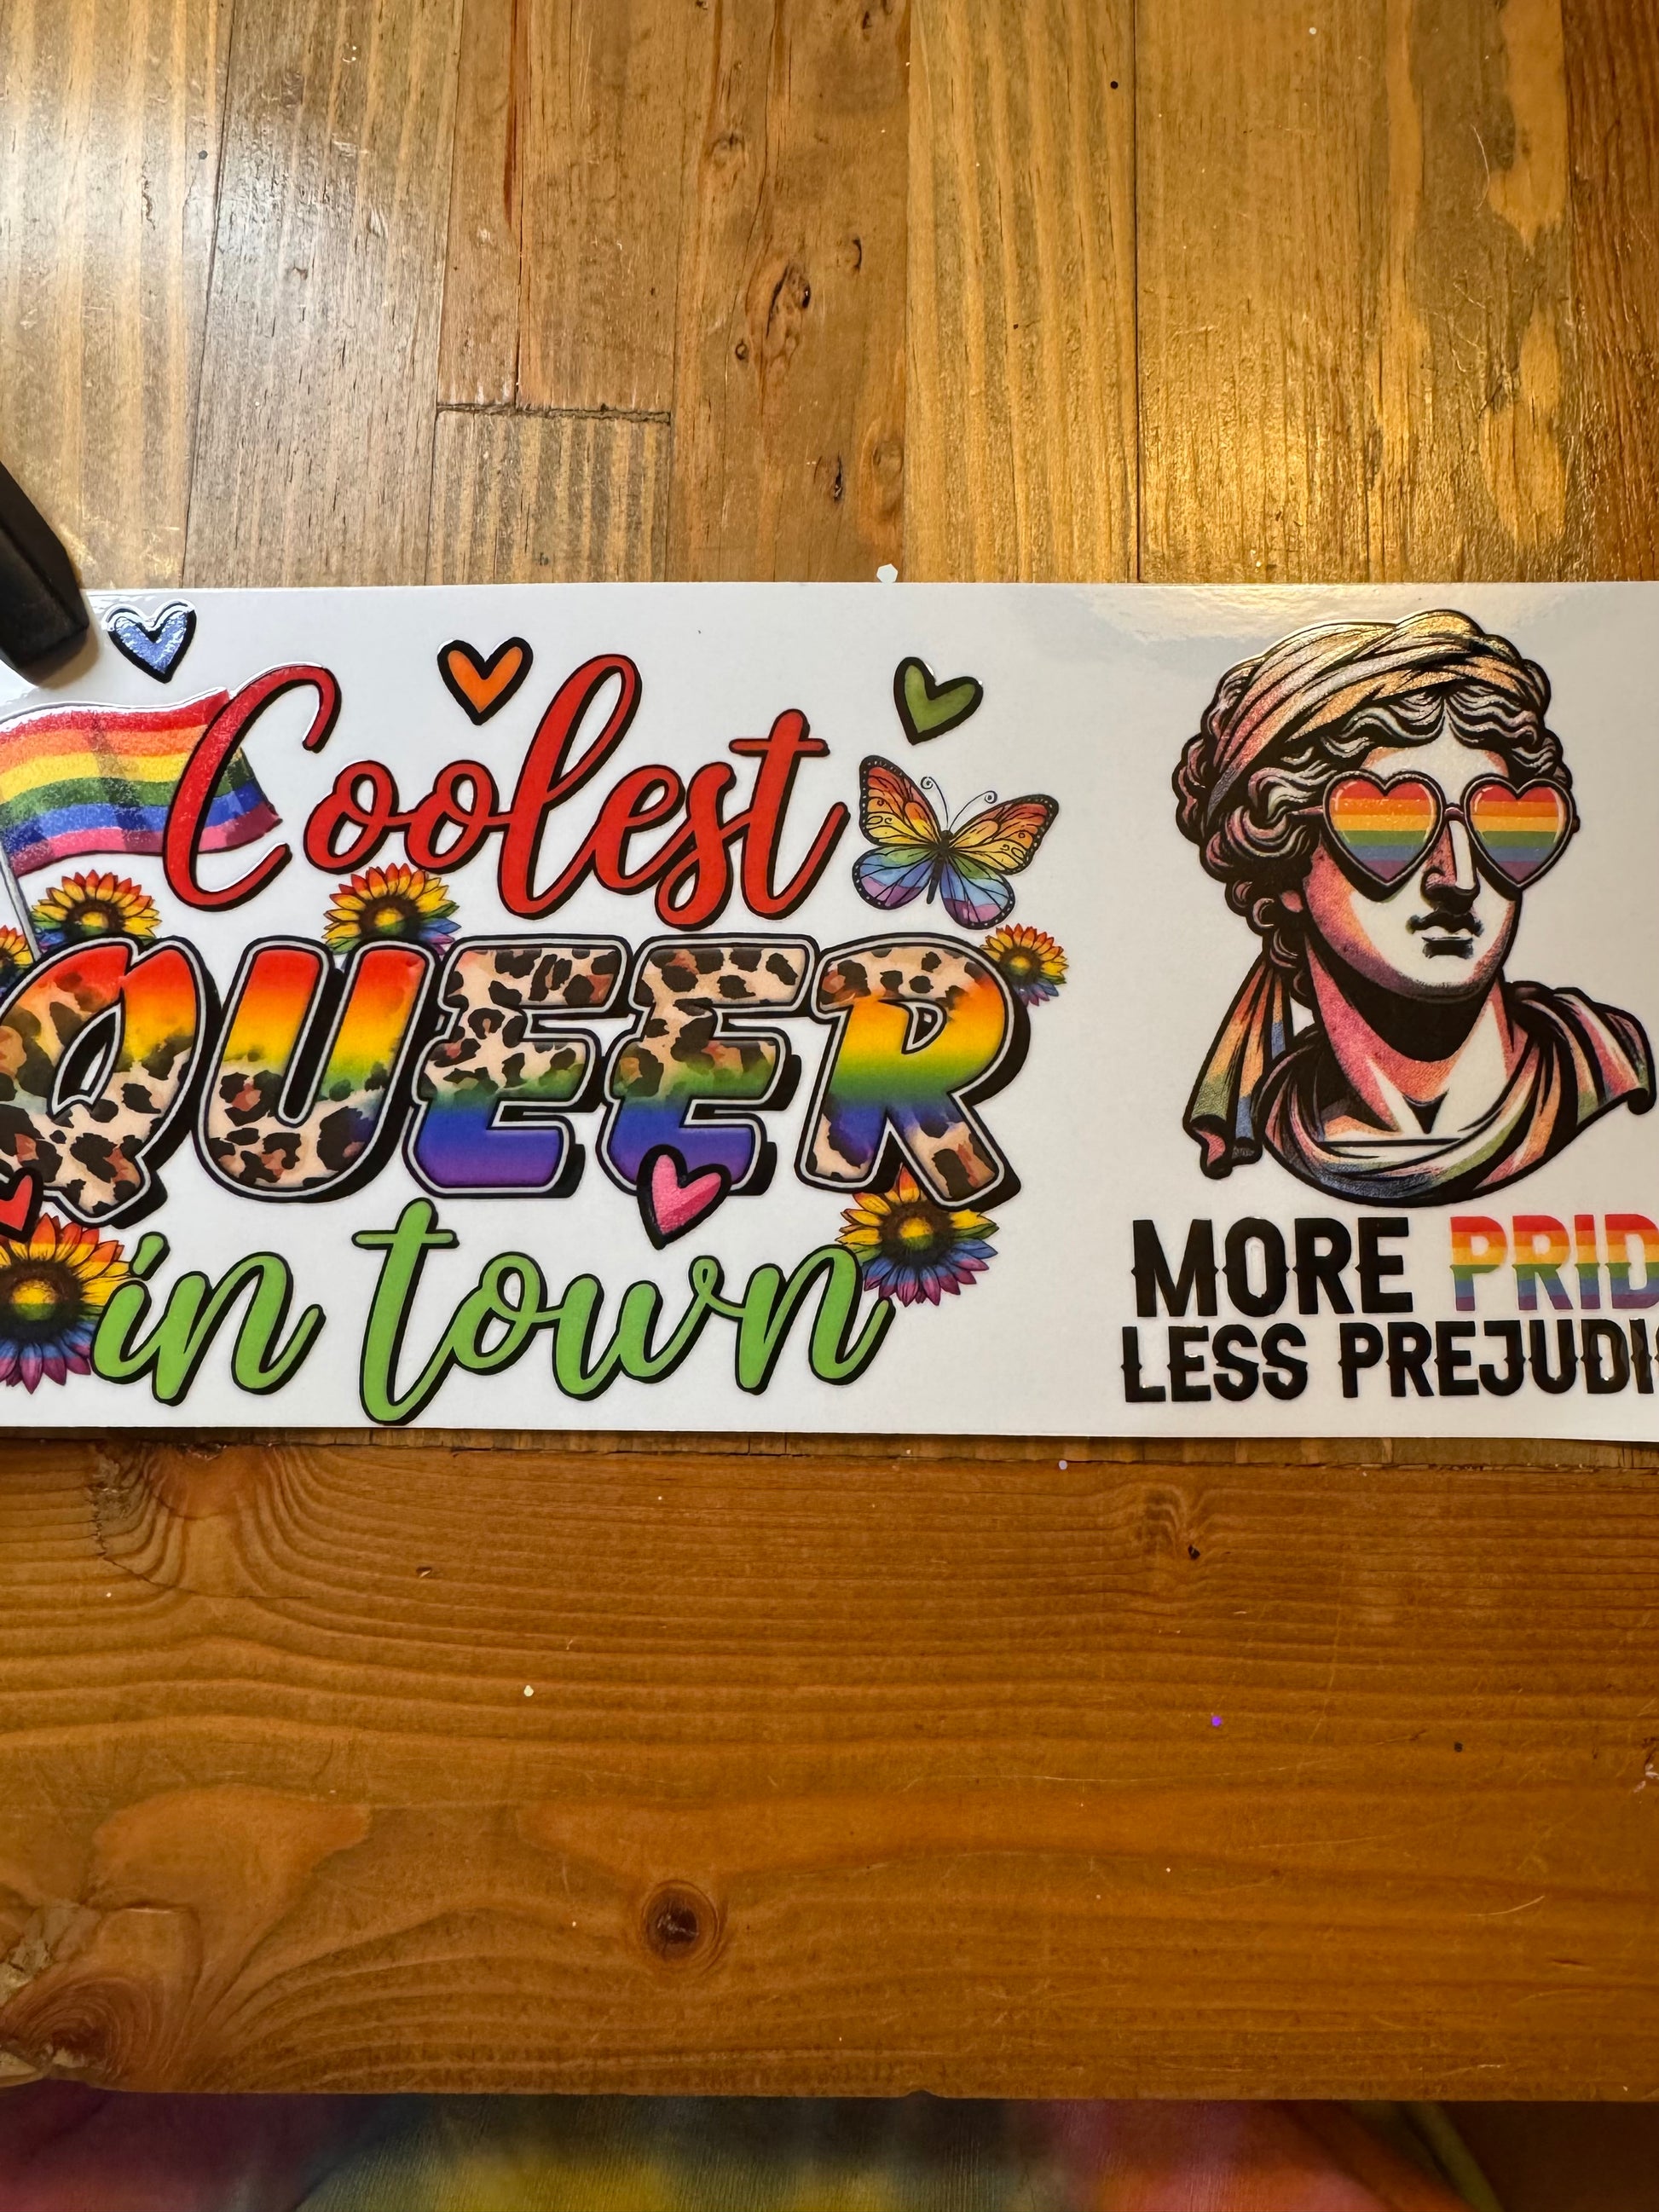 Coolest
QUEER
in town
MORE PRID
LESS PREJUDI